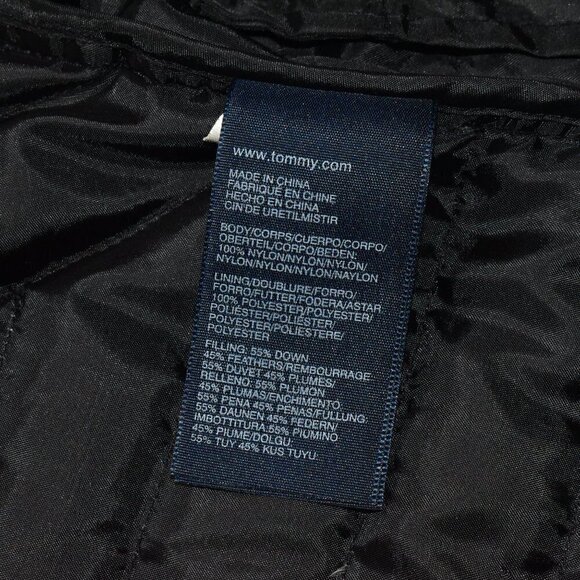 www.tommy.com
MADE IN CHINA
FABRIQUÉ EN CHINE
HECHO EN CHINA
ÇIN'DE URETILMISTIR
BODY/CORPS/CUERPO/CORPO/
OBERTEIL/CORPO/BEDEN:
100% NYLON/NYLON/NYLON/
NYLON/NYLON/NYLON/NAYLON
LINING/DOUBLURE/FORRO/
FORRO/FUTTER/FODERA/ASTAR:
100% POLYESTER/POLYESTER/
POLIÉSTER/POLIÉSTER/
POLYESTER/POLIESTERE/
POLYESTER
FILLING: 55% DOWN
45% FEATHERS/REMBOURRAGE:
55% DUVET 45% PLUMES/
RELLENO: 55% PLUMON
45% PLUMAS/ENCHIMENTO:
55% PENA 45% PENAS/FÜLLUNG:
55% DAUNEN 45% FEDERN/
IMBOTTITURA:55% PIUMINO
45% PIUME/DOLGU:
55% TUY 45% KUS TUYU: